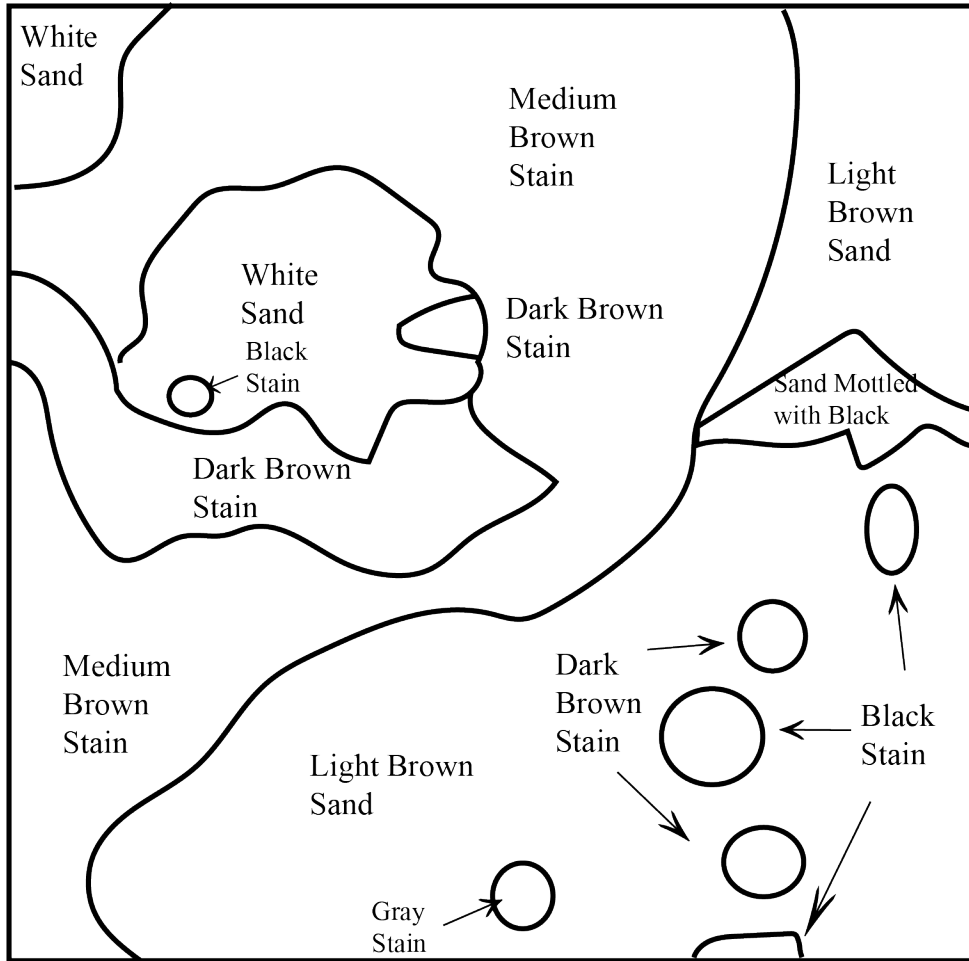 White
Sand
Medium
Brown
Stain
Light
Brown
Sand
White
Sand
Black
Stain
Dark Brown
Stain
Sand Mottled
with Black
Dark Brown
Stain
Medium
Brown
Stain
Dark
Brown
Stain
Black
Stain
Light Brown
Sand
Gray
Stain